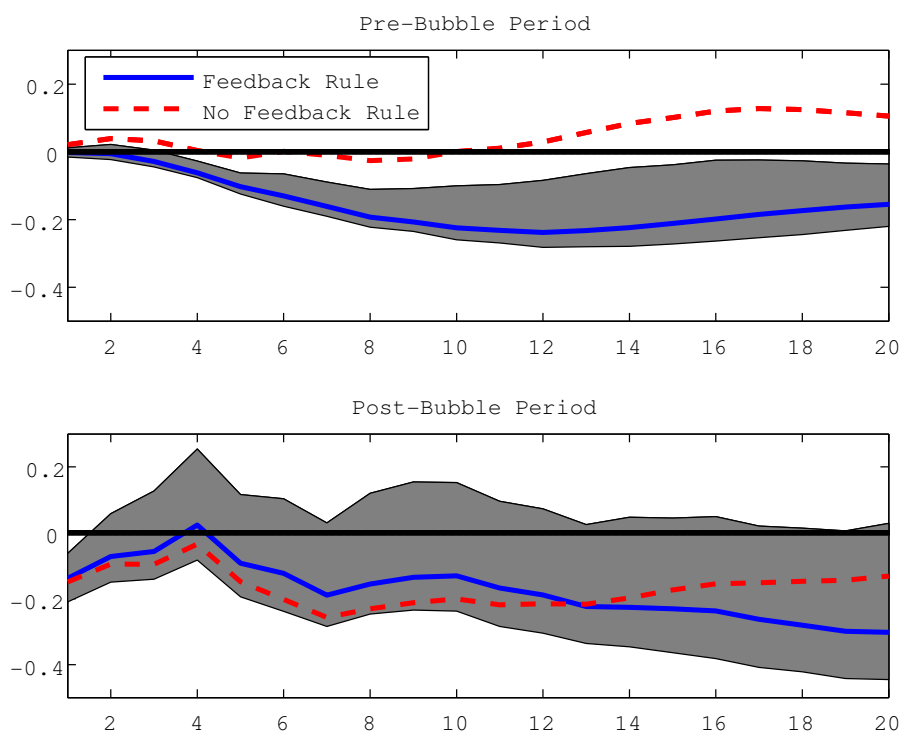 Pre-Bubble Period
0.2
0
-0.2
-0.4
Feedback Rule
No Feedback Rule
2 4 6 8 10 12 14 16 18 20
Post-Bubble Period
0.2
0
-0.2
-0.4
2 4 6 8 10 12 14 16 18 20